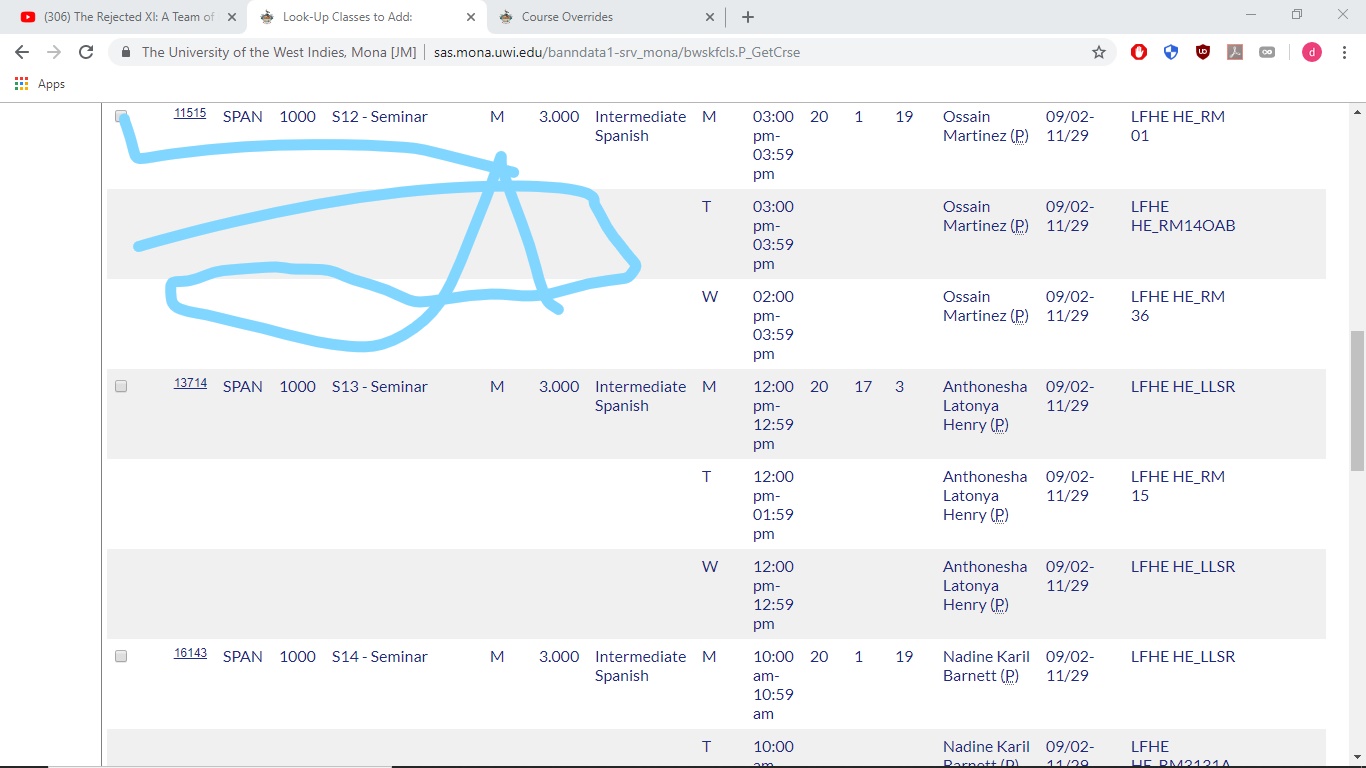 (306) The Rejected XI: A Team of
Look-Up Classes to Add:
Course Overrides
The University of the West Indies, Mona [JM] | sas.mona.uwi.edu/banndata1-srv_mona/bwskfcls.P_GetCrse
d
Apps
11515 SPAN 1000 S12 - Seminar M 3.000 Intermediate M 03:00 20 1 19 Ossain 09/02- LFHE HE_RM
Spanish pm- Martinez (P) 11/29 01
03:59
pm
T 03:00 Ossain 09/02- LFHE
pm- Martinez (P) 11/29 HE_RM14OAB
03:59
pm
W 02:00 Ossain 09/02- LFHE HE_RM
pm- Martinez (P) 11/29 36
03:59
pm
13714 SPAN 1000 S13 - Seminar M 3.000 Intermediate M 12:00 20 17 3 Anthonesha 09/02- LFHE HE_LLSR
Spanish pm- Latonya 11/29
12:59 Henry (P)
pm
T 12:00 Anthonesha 09/02- LFHE HE_RM
pm- Latonya 11/29 15
01:59 Henry (P)
pm
W 12:00 Anthonesha 09/02- LFHE HE_LLSR
pm- Latonya 11/29
12:59 Henry (P)
pm
16143 SPAN 1000 S14 - Seminar M 3.000 Intermediate M 10:00 20 1 19 Nadine Karil 09/02- LFHE HE_LLSR
Spanish am- Barnett (P) 11/29
10:59
am
T 10:00 Nadine Karil 09/02- LFHE
am- Barnett (P) 11/29 HE_RM3131A